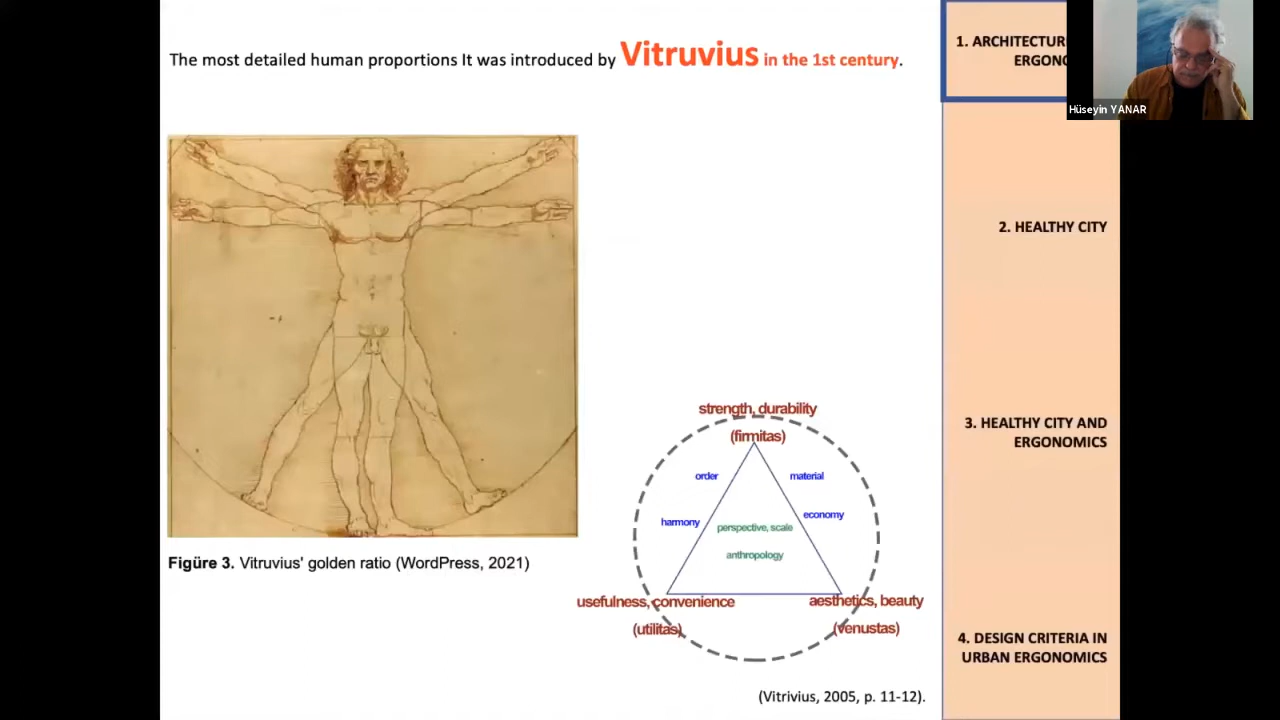 The most detailed human proportions It was introduced by Vitruvius in the 1st century.
Figüre 3. Vitruvius' golden ratio (WordPress, 2021)
strength, durability
(firmitas)
order
material
harmony
economy
perspective, scale
anthropology
usefulness, convenience
(utilitas)
aesthetics, beauty
(venustas)
(Vitrivius, 2005, p. 11-12).
1. ARCHITECTUR
ERGON
2. HEALTHY CITY
3. HEALTHY CITY AND
ERGONOMICS
4. DESIGN CRITERIA IN
URBAN ERGONOMICS
Hüseyin YANAR